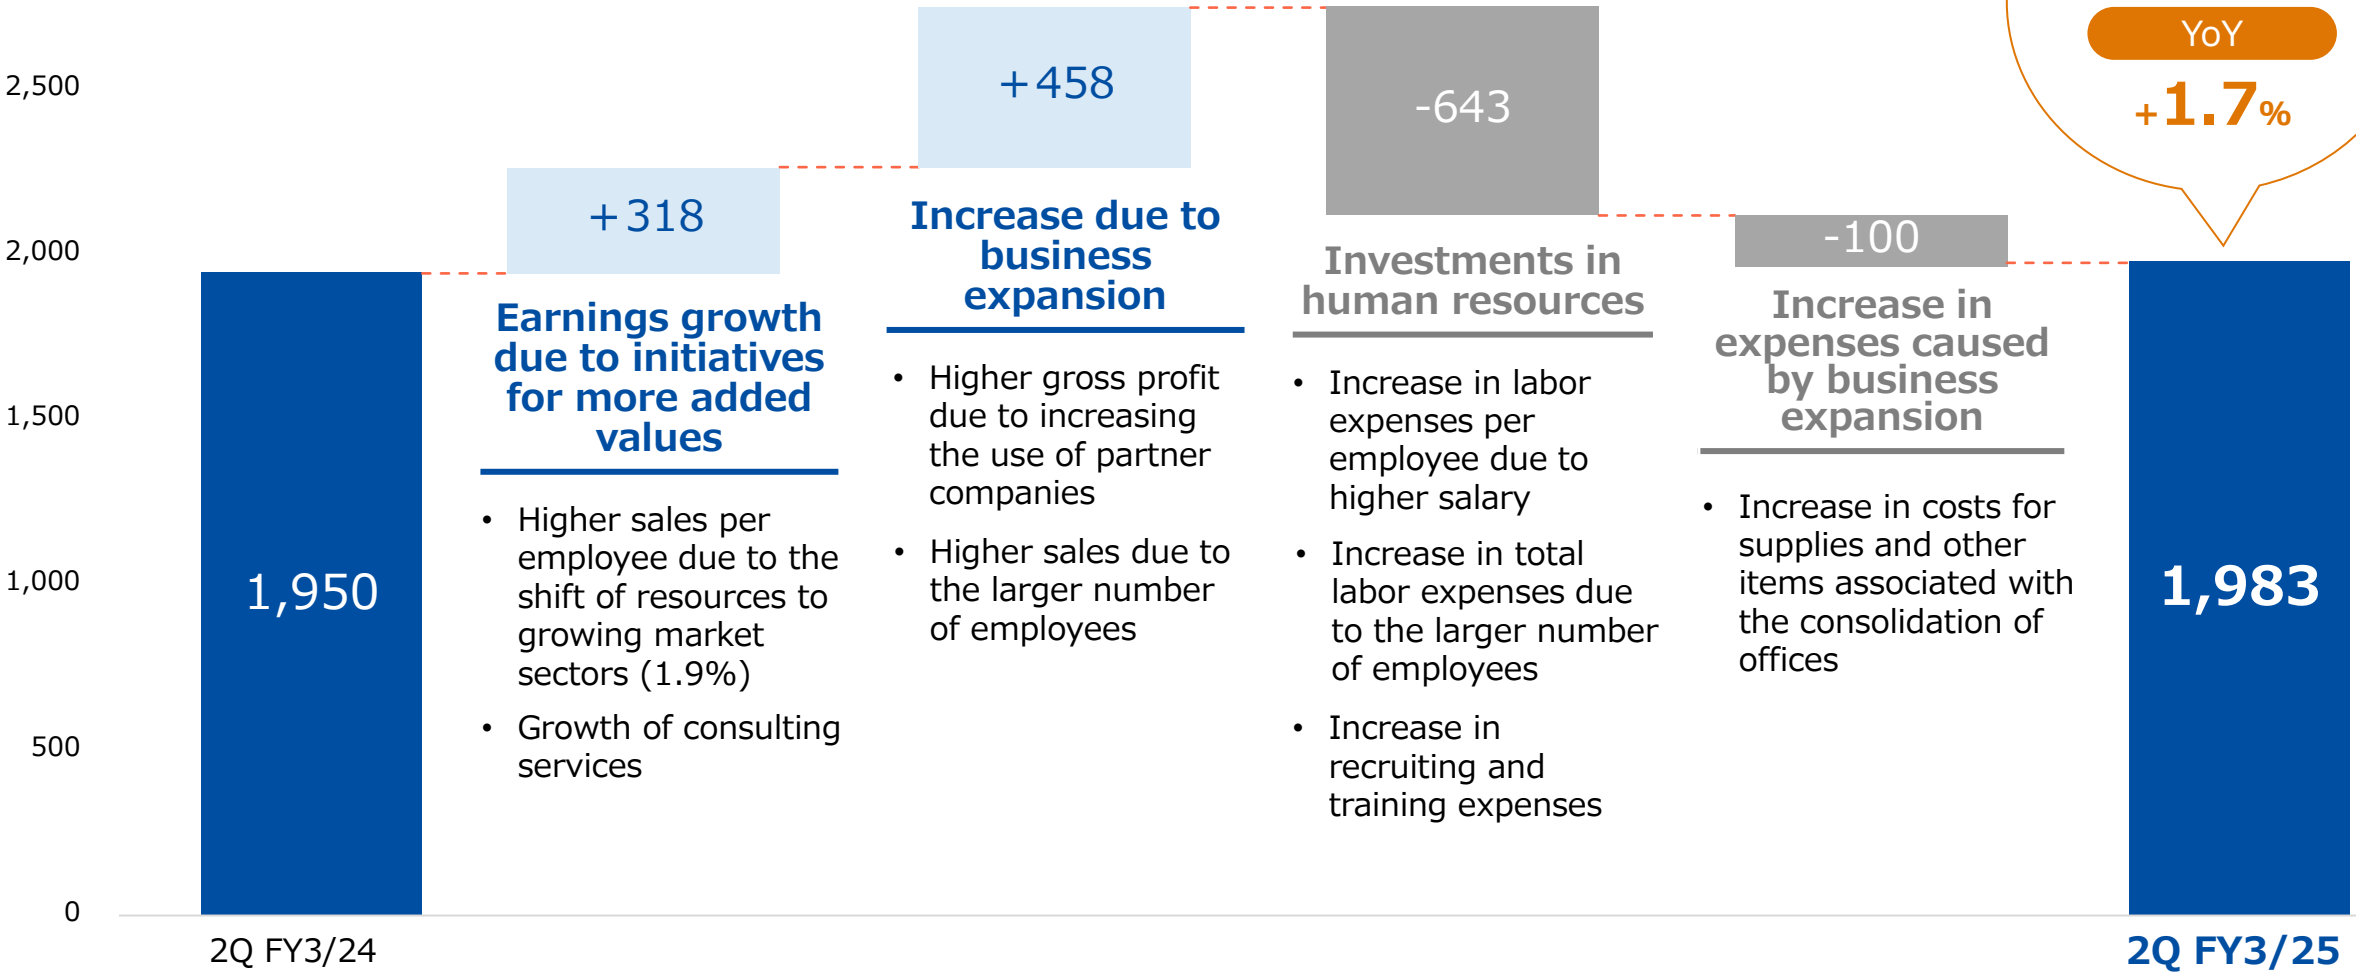 2,500
2,000
1,500
1,000
500
0
1,950
2Q FY3/24
+318
Earnings growth
due to initiatives
for more added
values
• Higher sales per
employee due to the
shift of resources to
growing market
sectors (1.9%)
• Growth of consulting
services
+458
Increase due to
business
expansion
• Higher gross profit
due to increasing
the use of partner
companies
• Higher sales due to
the larger number
of employees
-643
Investments in
human resources
• Increase in labor
expenses per
employee due to
higher salary
• Increase in total
labor expenses due
to the larger number
of employees
• Increase in
recruiting and
training expenses
-100
Increase in
expenses caused
by business
expansion
• Increase in costs for
supplies and other
items associated with
the consolidation of
offices
YoY
+1.7%
1,983
2Q FY3/25